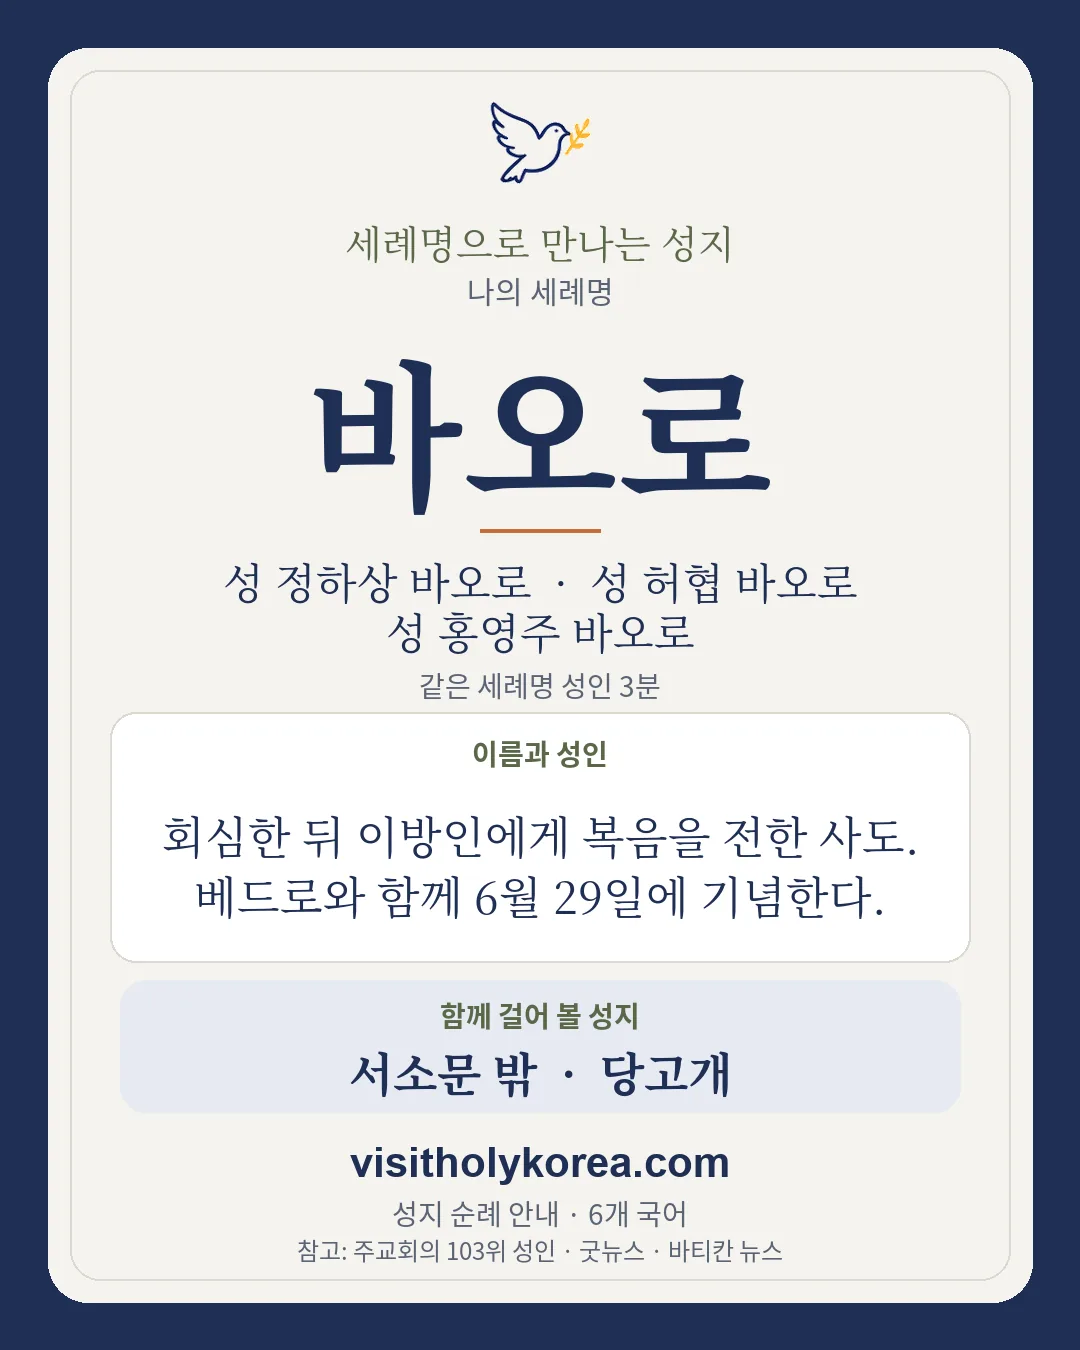 세례명으로 만나는 성지
나의 세례명
바오로
성 정하상 바오로 · 성 허협 바오로
성 홍영주 바오로
같은 세례명 성인 3분
이름과 성인
회심한 뒤 이방인에게 복음을 전한 사도.
베드로와 함께 6월 29일에 기념한다.
함께 걸어 볼 성지
서소문 밖 · 당고개
visitholykorea.com
성지 순례 안내 · 6개 국어
참고: 주교회의 103위 성인 · 굿뉴스 · 바티칸 뉴스